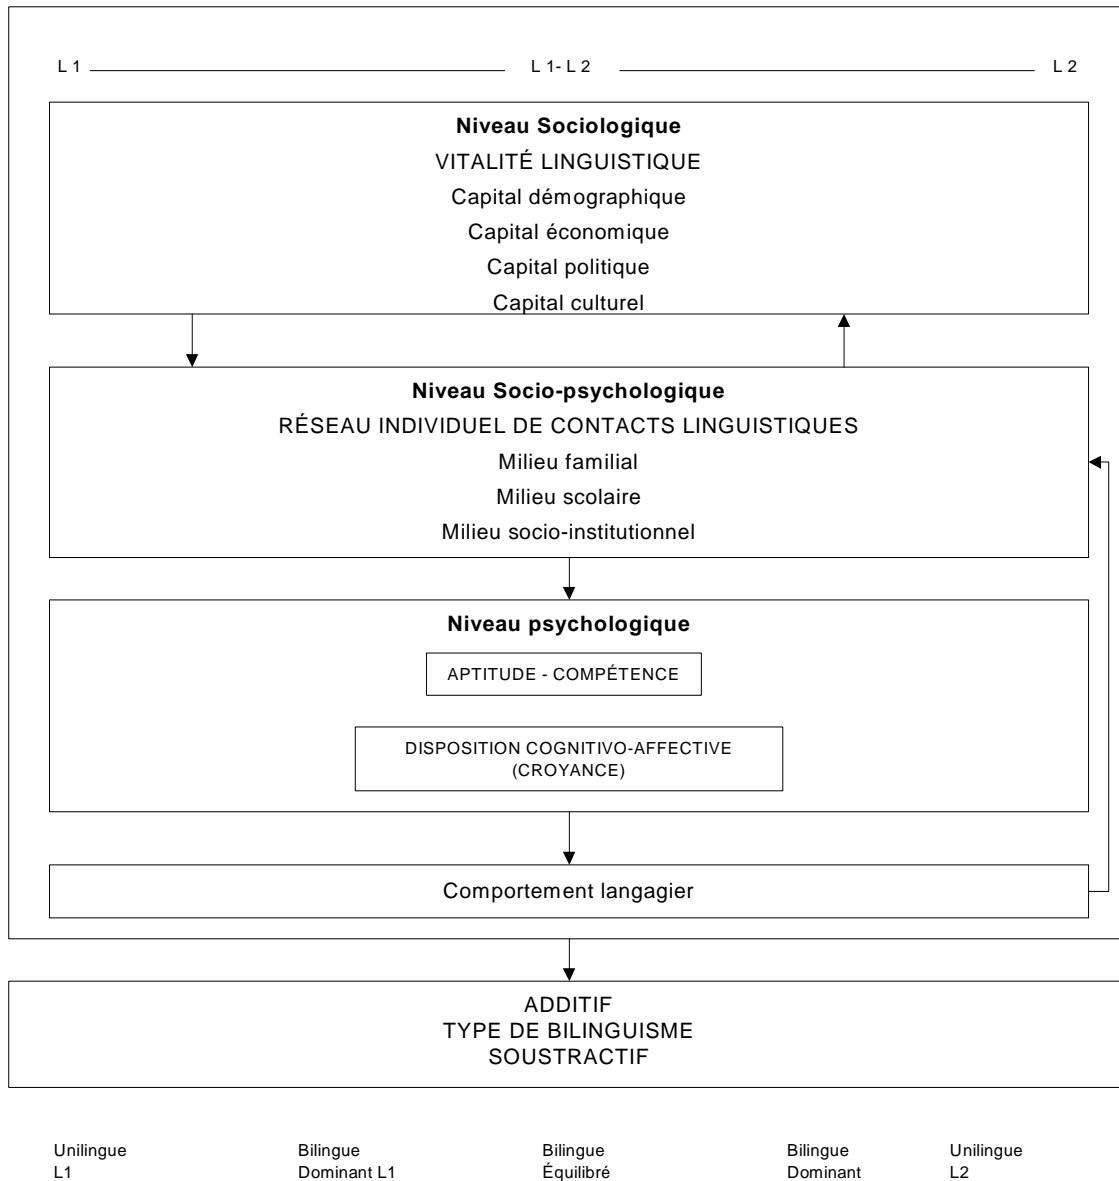 L 1 L 1- L 2 L 2
Niveau Sociologique
VITALITÉ LINGUISTIQUE
Capital démographique
Capital économique
Capital politique
Capital culturel
Niveau Socio-psychologique
RÉSEAU INDIVIDUEL DE CONTACTS LINGUISTIQUES
Milieu familial
Milieu scolaire
Milieu socio-institutionnel
Niveau psychologique
APTITUDE - COMPÉTENCE
DISPOSITION COGNITIVO-AFFECTIVE
(CROYANCE)
Comportement langagier
ADDITIF
TYPE DE BILINGUISME
SOUSTRACTIF
Unilingue Bilingue Bilingue Bilingue Unilingue
L1 Dominant L1 Équilibré Dominant L2